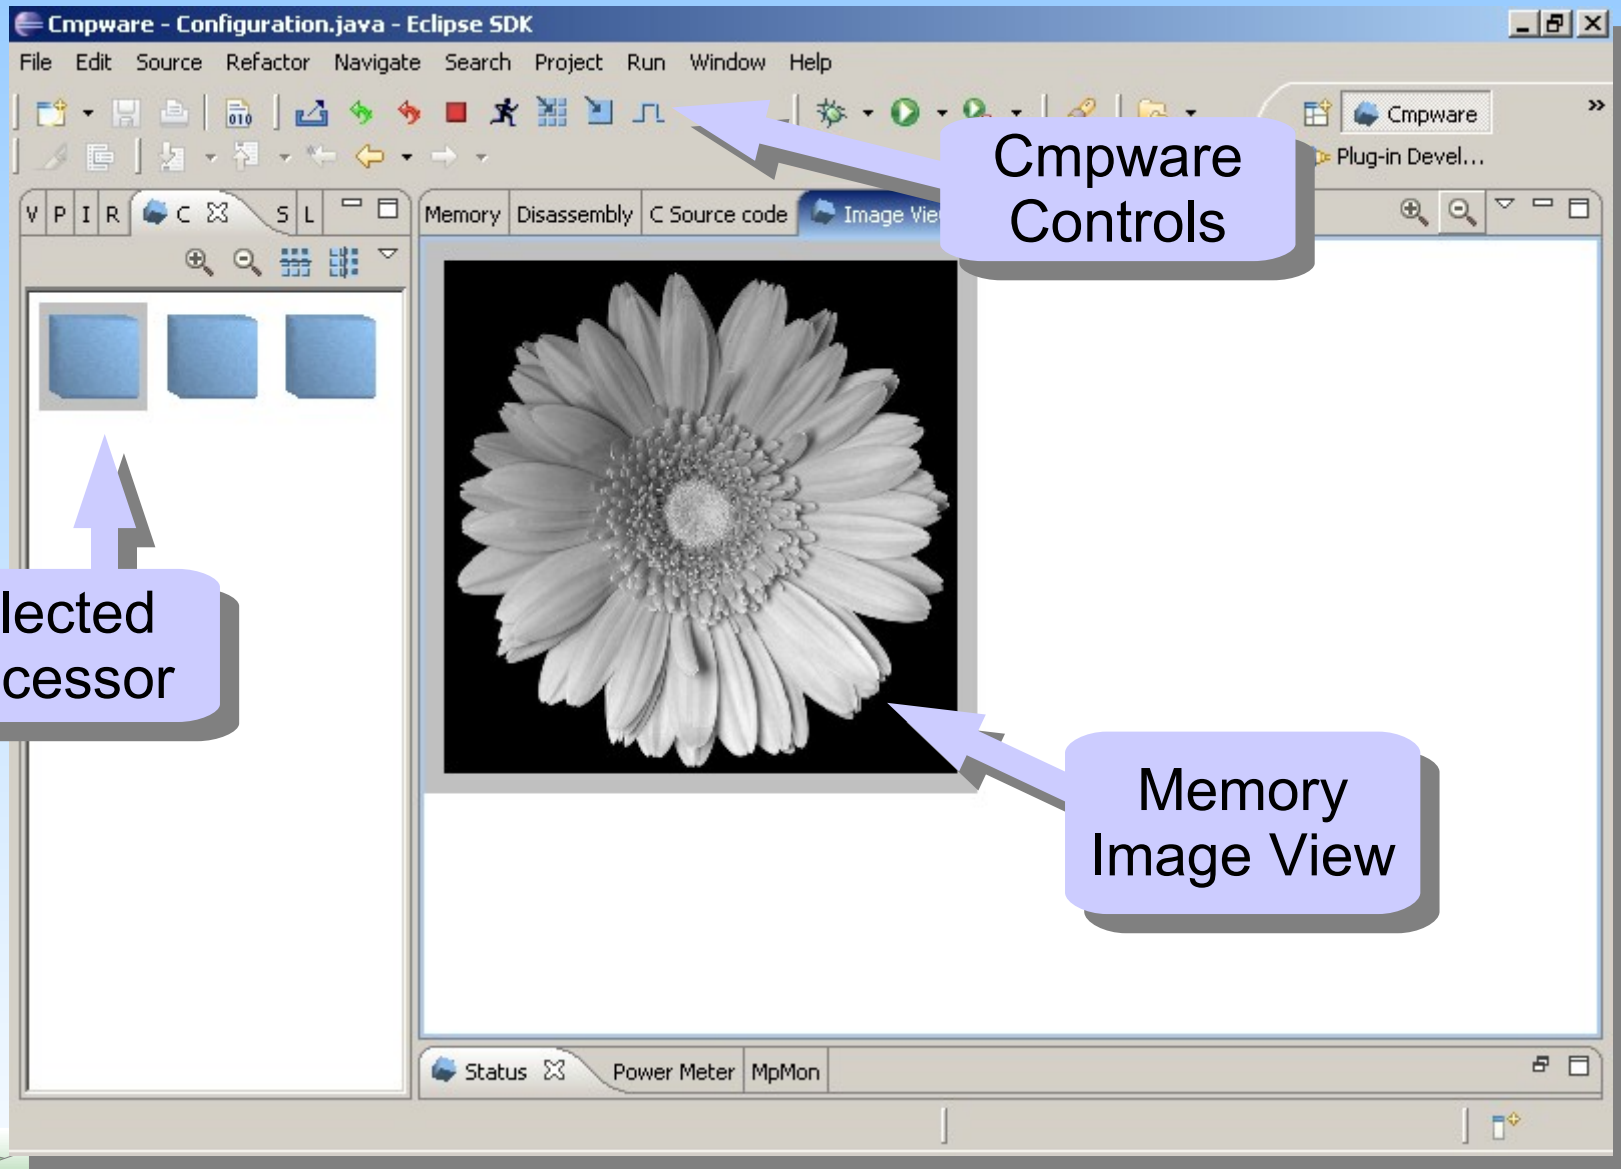 Cmpware - Configuration.java - Eclipse SDK
File Edit Source Refactor Navigate Search Project Run Window Help
010
Cmpware
»
Plug-in Devel...
Cmpware
Controls
V P I R C S L
Memory Disassembly C Source code Image Vie
lected
cessor
Memory
Image View
Status Power Meter MpMon